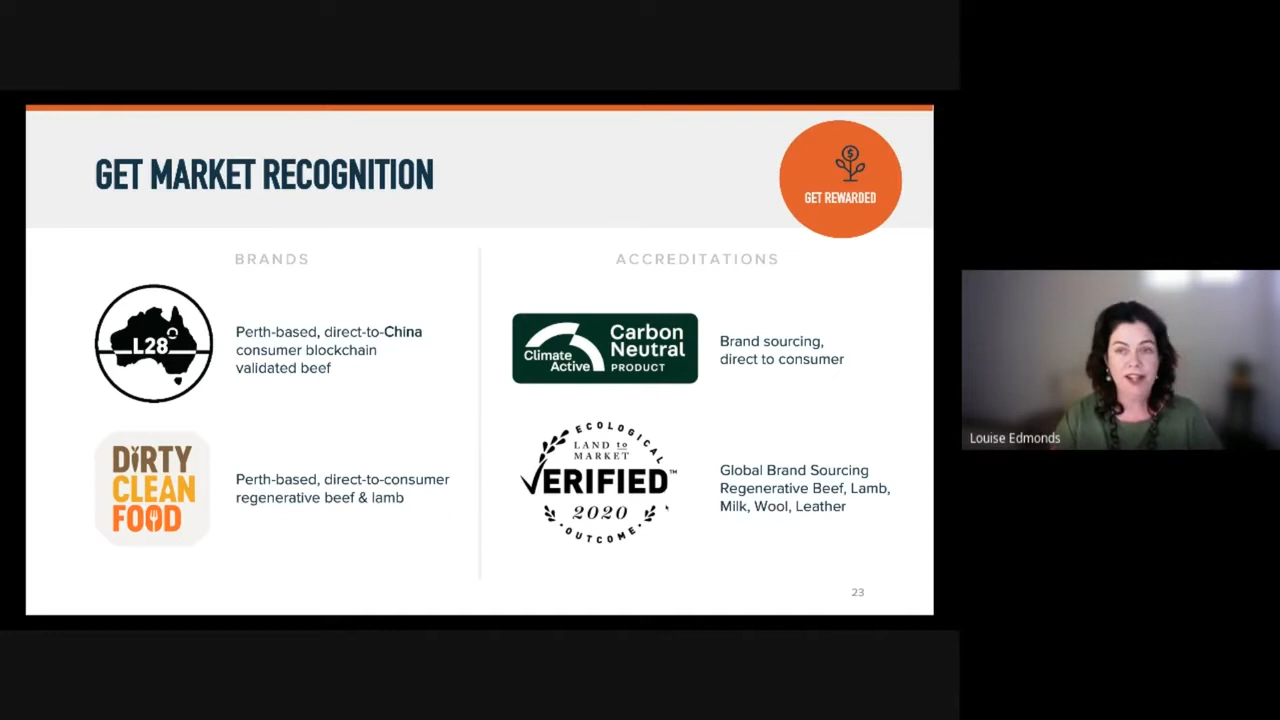 GET MARKET RECOGNITION
$
GET REWARDED
BRANDS
L28
Perth-based, direct-to-China
consumer blockchain
validated beef
DiRTY
CLEAN
FOOD
Perth-based, direct-to-consumer
regenerative beef & lamb
ACCREDITATIONS
Climate
Active
Carbon
Neutral
PRODUCT
Brand sourcing,
direct to consumer
ECOLOGICAL
LAND to
MARKET
VERIFIED™
2020
OUTCOME
Global Brand Sourcing
Regenerative Beef, Lamb,
Milk, Wool, Leather
23
Louise Edmonds